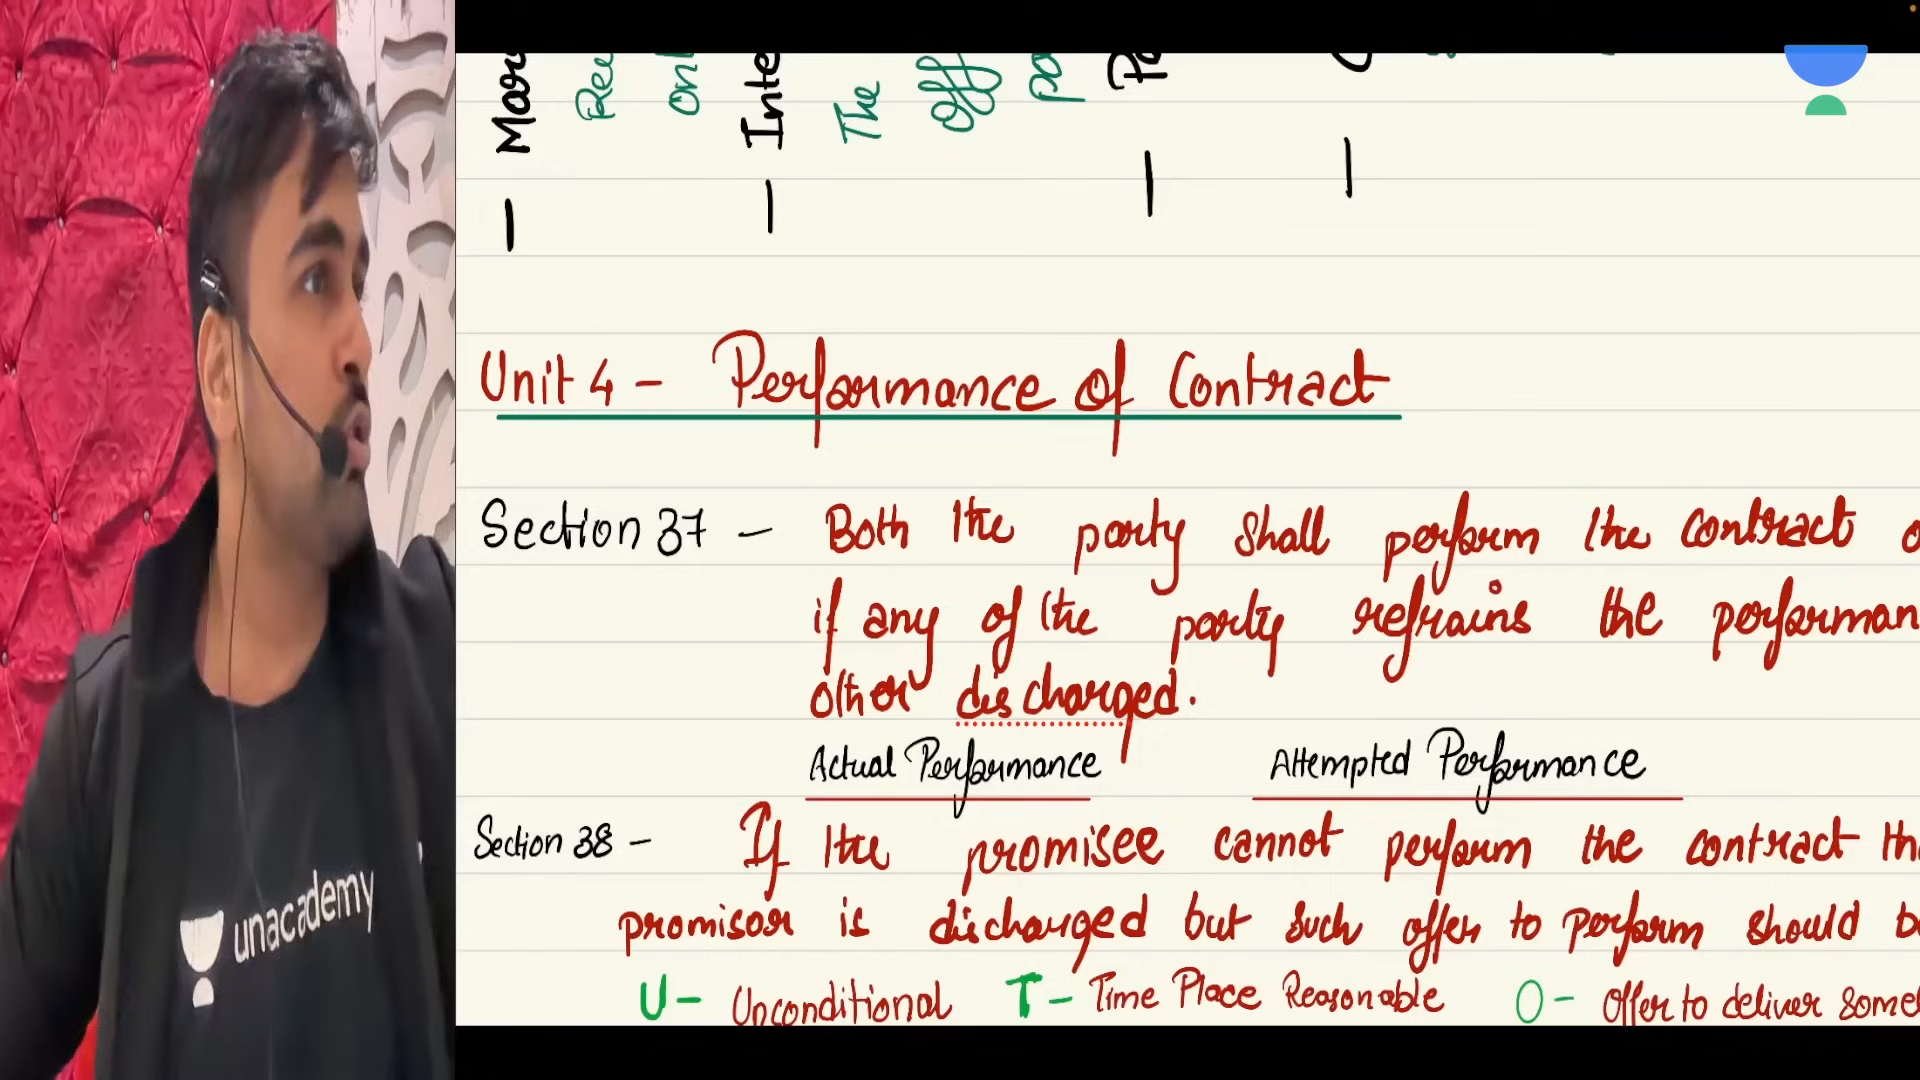 Unit 4 - Performance of Contract
Section 37 - Both the party shall perform the contract
if any of the party refrains the performan
other discharged.
Actual Performance Attempted Performance
Section 38 - If the promisee cannot perform the contract
promisor is discharged but such offer to perform should
U - Unconditional T - Time Place Reasonable O - Offer to deliver
The
unacademy